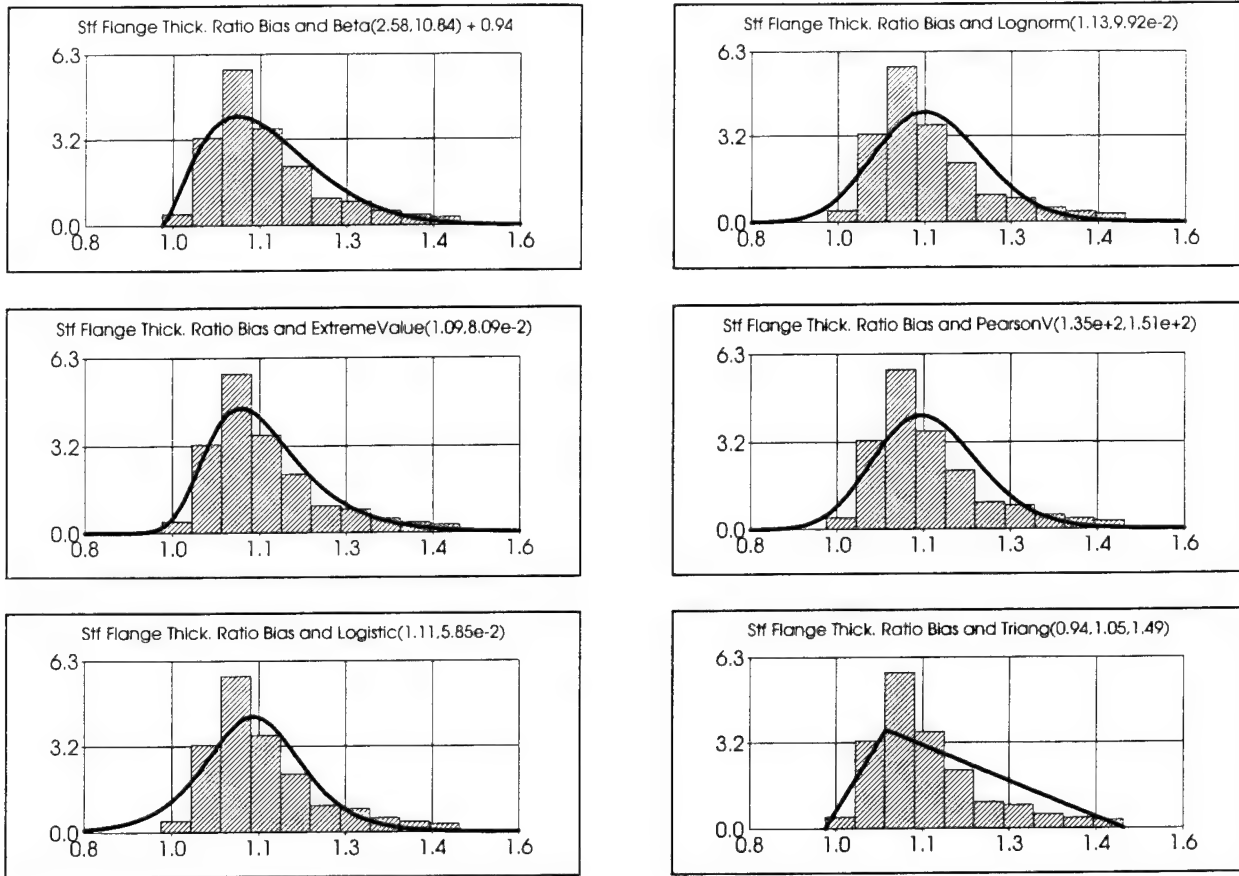 Stf Flange Thick. Ratio Bias and Beta(2.58,10.84) + 0.94
6.3
3.2
0.0
0.8 1.0 1.1 1.3 1.4 1.6
Stf Flange Thick. Ratio Bias and Lognorm(1.13,9.92e-2)
6.3
3.2
0.0
0.8 1.0 1.1 1.3 1.4 1.6
Stf Flange Thick. Ratio Bias and ExtremeValue(1.09,8.09e-2)
6.3
3.2
0.0
0.8 1.0 1.1 1.3 1.4 1.6
Stf Flange Thick. Ratio Bias and PearsonV(1.35e+2,1.51e+2)
6.3
3.2
0.0
0.8 1.0 1.1 1.3 1.4 1.6
Stf Flange Thick. Ratio Bias and Logistic(1.11,5.85e-2)
6.3
3.2
0.0
0.8 1.0 1.1 1.3 1.4 1.6
Stf Flange Thick. Ratio Bias and Triang(0.94,1.05,1.49)
6.3
3.2
0.0
0.8 1.0 1.1 1.3 1.4 1.6